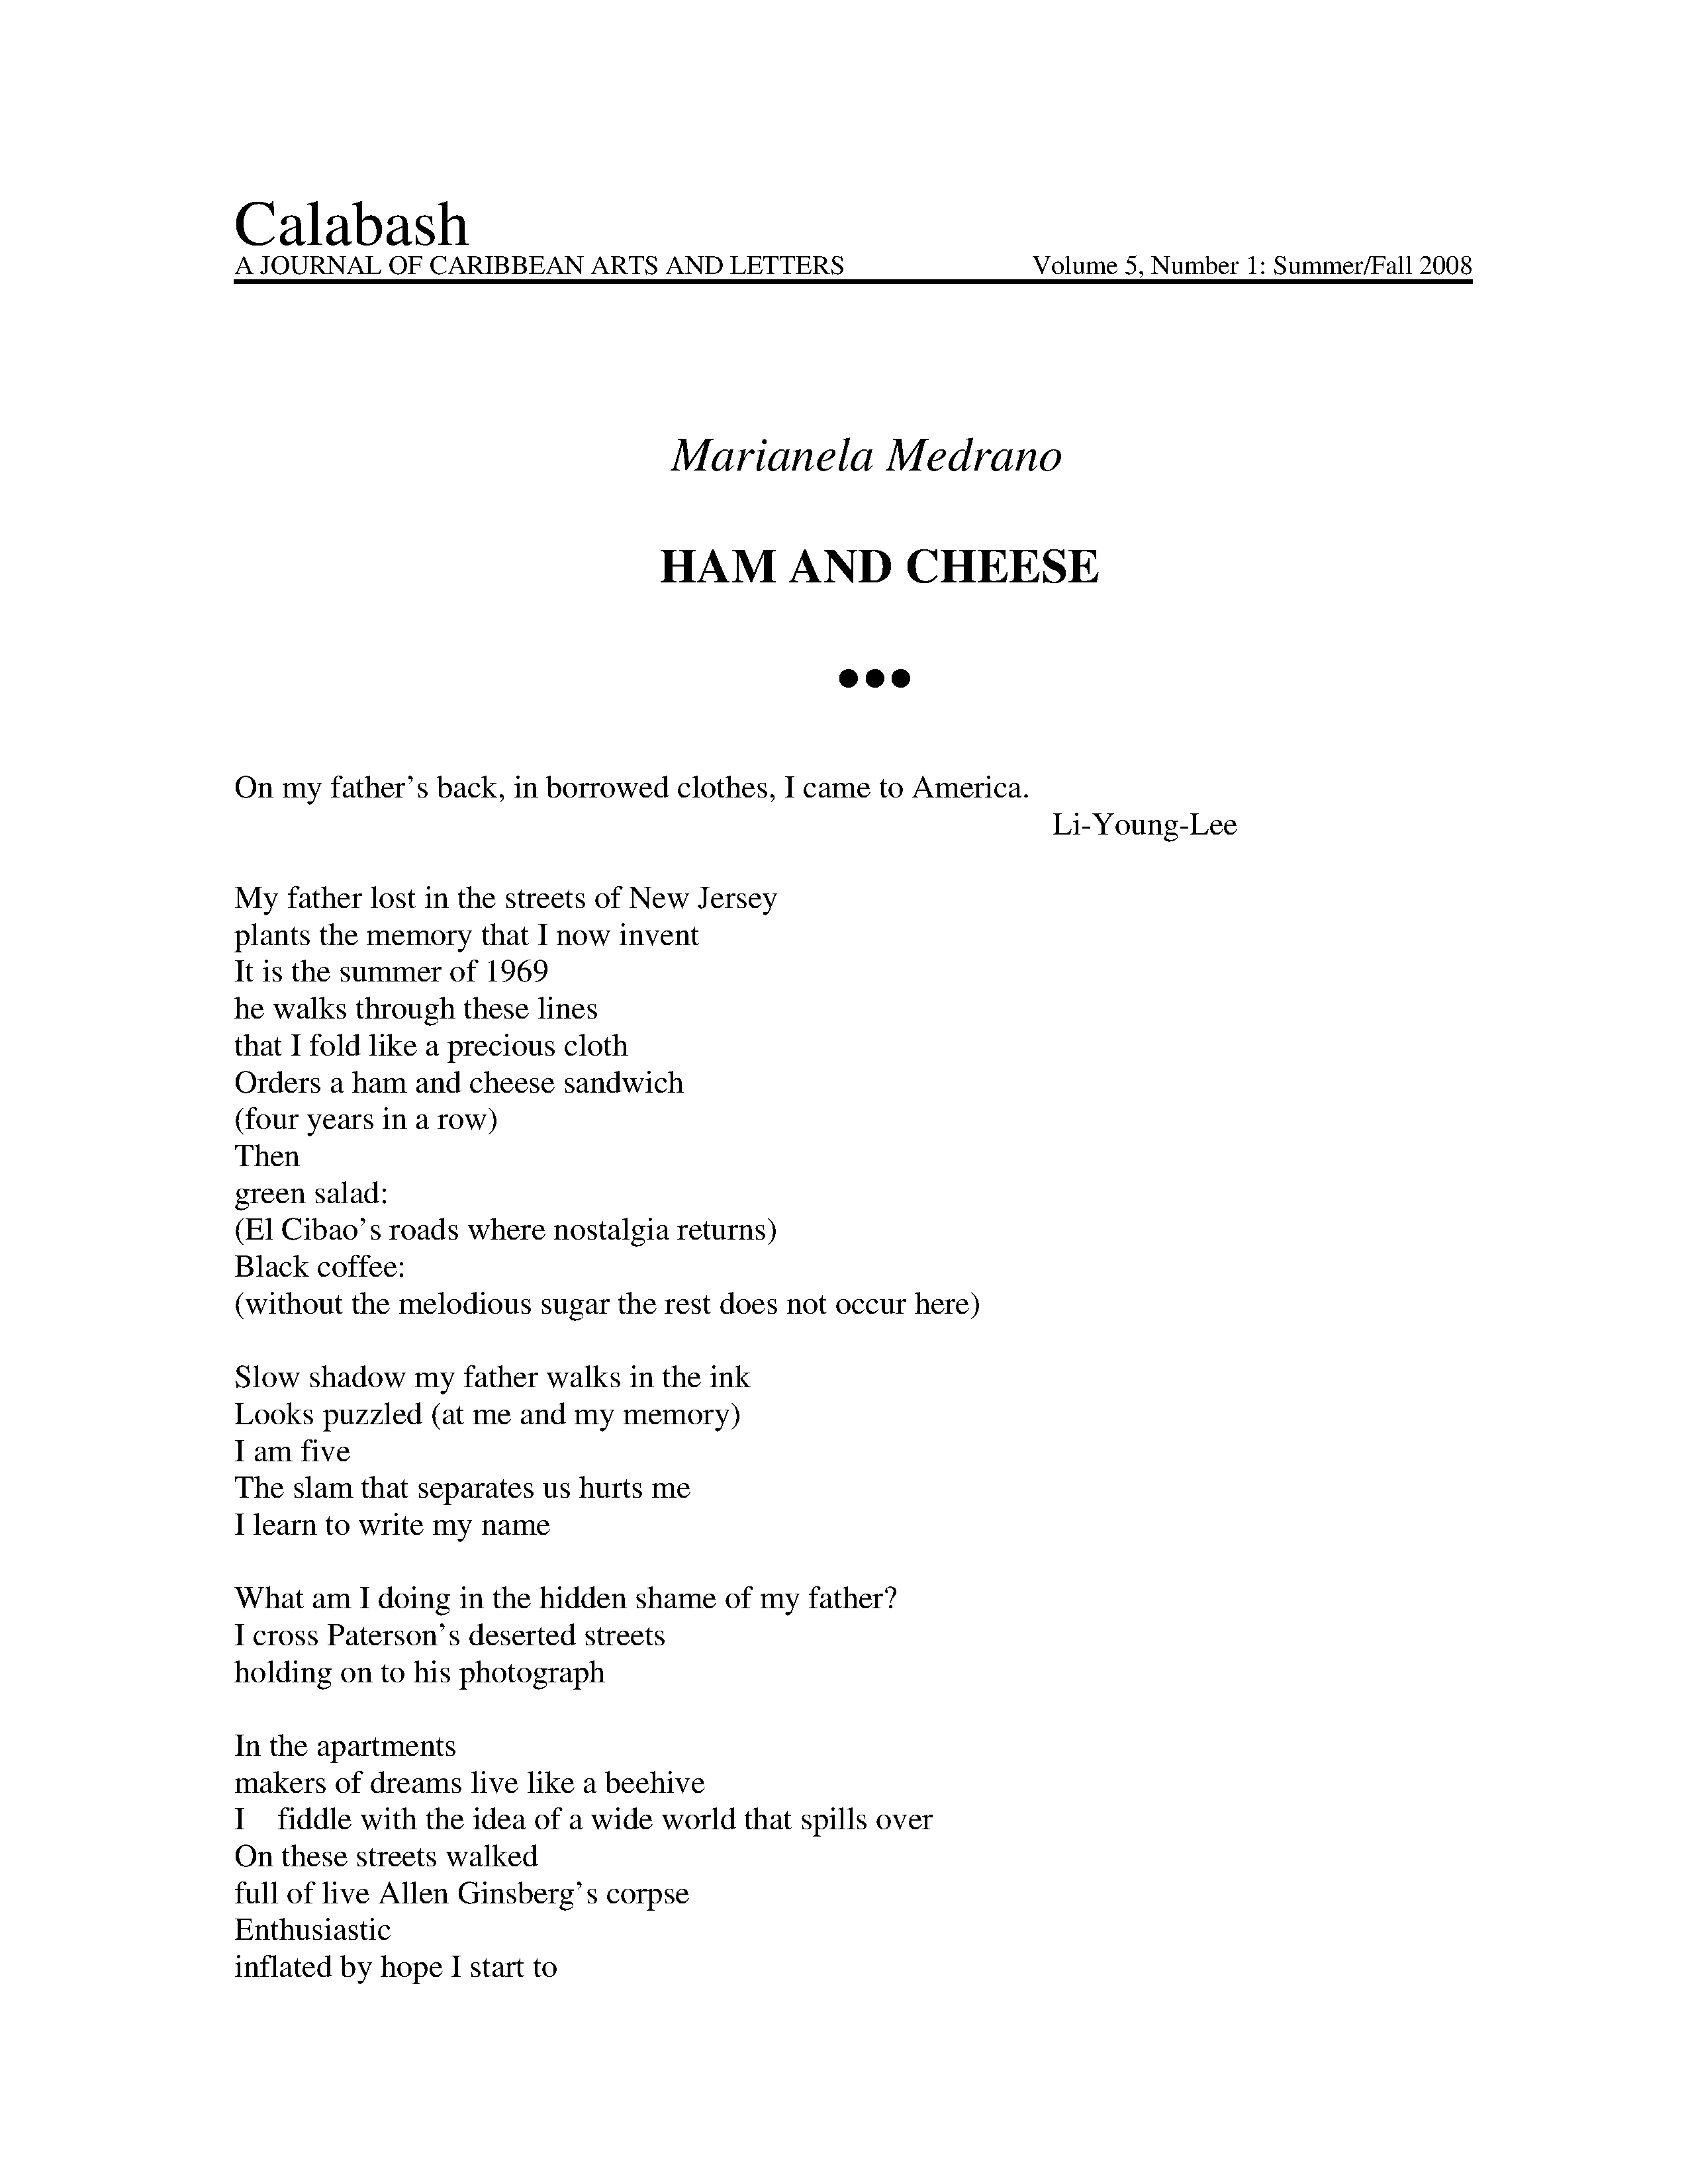 Calabash
A JOURNAL OF CARIBBEAN ARTS AND LETTERS Volume 5, Number 1: Summer/Fall 2008
Marianela Medrano
HAM AND CHEESE
●●●
On my father’s back, in borrowed clothes, I came to America.
Li-Young-Lee
My father lost in the streets of New Jersey
plants the memory that I now invent
It is the summer of 1969
he walks through these lines
that I fold like a precious cloth
Orders a ham and cheese sandwich
(four years in a row)
Then
green salad:
(El Cibao’s roads where nostalgia returns)
Black coffee:
(without the melodious sugar the rest does not occur here)
Slow shadow my father walks in the ink
Looks puzzled (at me and my memory)
I am five
The slam that separates us hurts me
I learn to write my name
What am I doing in the hidden shame of my father?
I cross Paterson’s deserted streets
holding on to his photograph
In the apartments
makers of dreams live like a beehive
I    fiddle with the idea of a wide world that spills over
On these streets walked
full of live Allen Ginsberg’s corpse
Enthusiastic
inflated by hope I start to